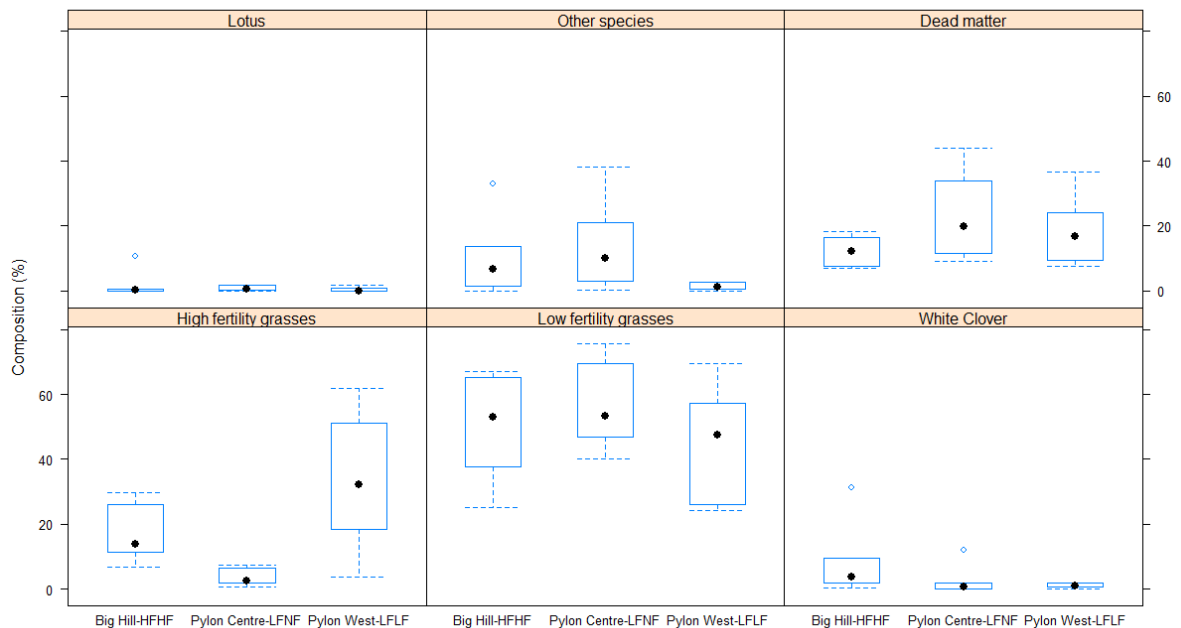 Lotus Other species Dead matter
60
40
20
0
Composition (%)
High fertility grasses Low fertility grasses White Clover
60
40
20
0
Big Hill-HFHF Pylon Centre-LFNF Pylon West-LFLF Big Hill-HFHF Pylon Centre-LFNF Pylon West-LFLF Big Hill-HFHF Pylon Centre-LFNF Pylon West-LFLF